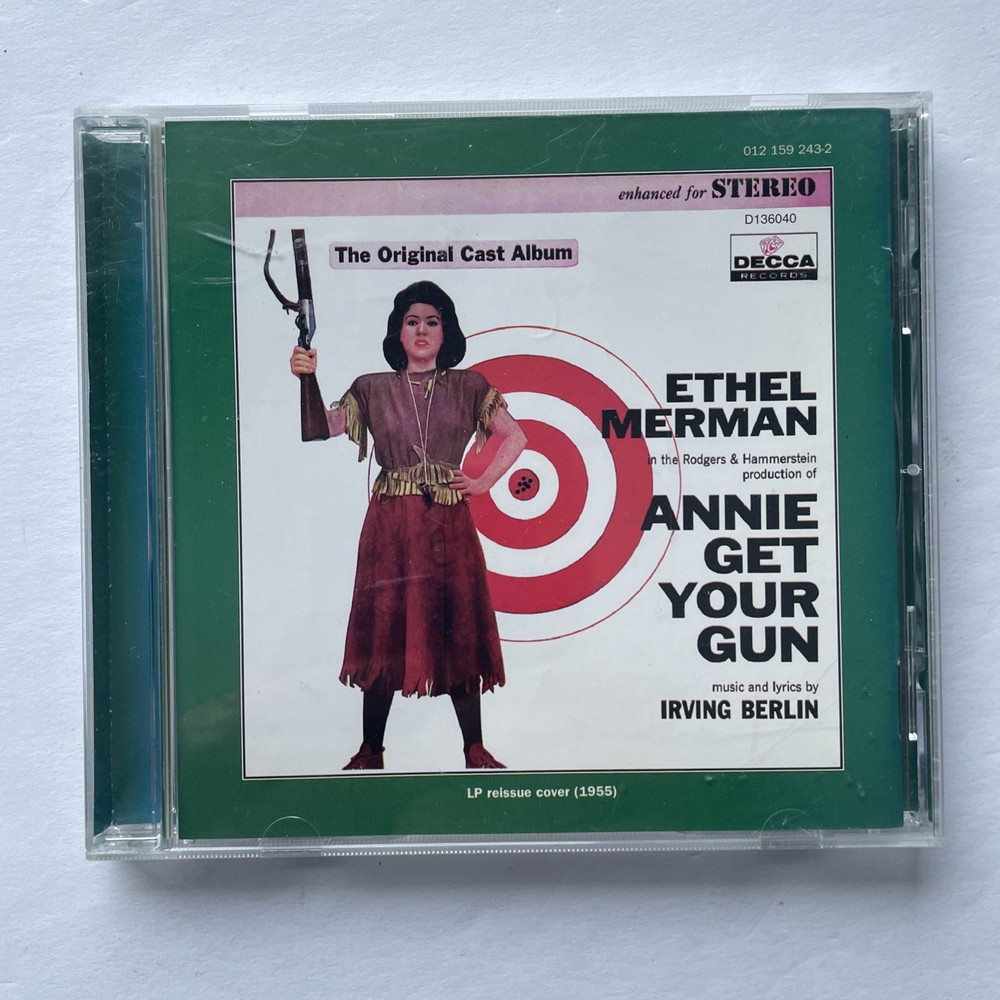 012 159 243-2
enhanced for STEREO
D136040
The Original Cast Album
DECCA
RECORDS
ETHEL
MERMAN
in the Rodgers & Hammerstein
production of
ANNIE
GET
YOUR
GUN
music and lyrics by
IRVING BERLIN
LP reissue cover (1955)